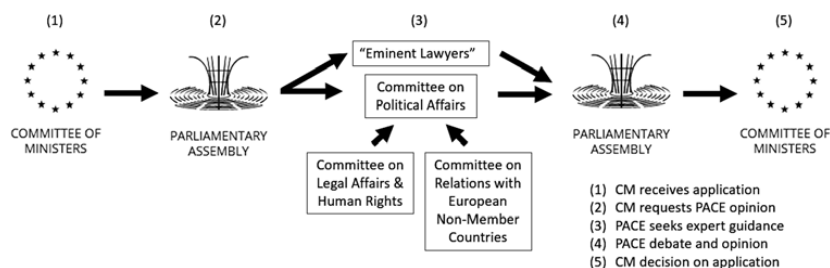 (1)
(2)
(3)
(4)
(5)
"Eminent Lawyers"
Committee on
Political Affairs
COMMITTEE OF
MINISTERS
PARLIAMENTARY
ASSEMBLY
PARLIAMENTARY
ASSEMBLY
COMMITTEE OF
MINISTERS
Committee on
Legal Affairs &
Human Rights
Committee on
Relations with
European
Non-Member
Countries
(1) CM receives application
(2) CM requests PACE opinion
(3) PACE seeks expert guidance
(4) PACE debate and opinion
(5) CM decision on application